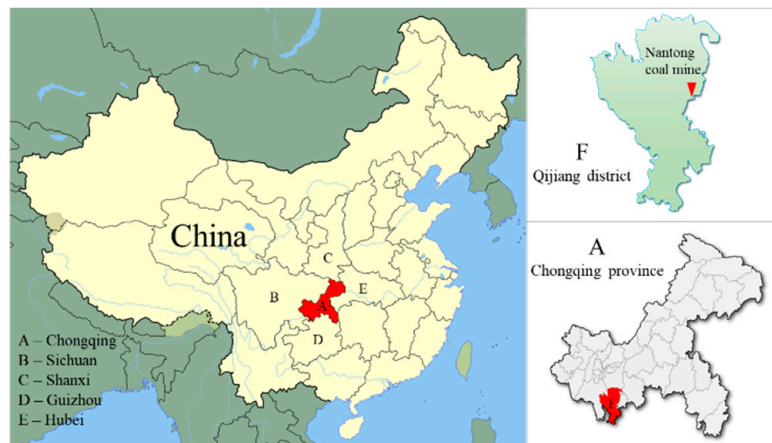 China
C
B
E
A
D
A – Chongqing
B – Sichuan
C – Shanxi
D – Guizhou
E – Hubei
Nantong
coal mine
F
Qijiang district
A
Chongqing province